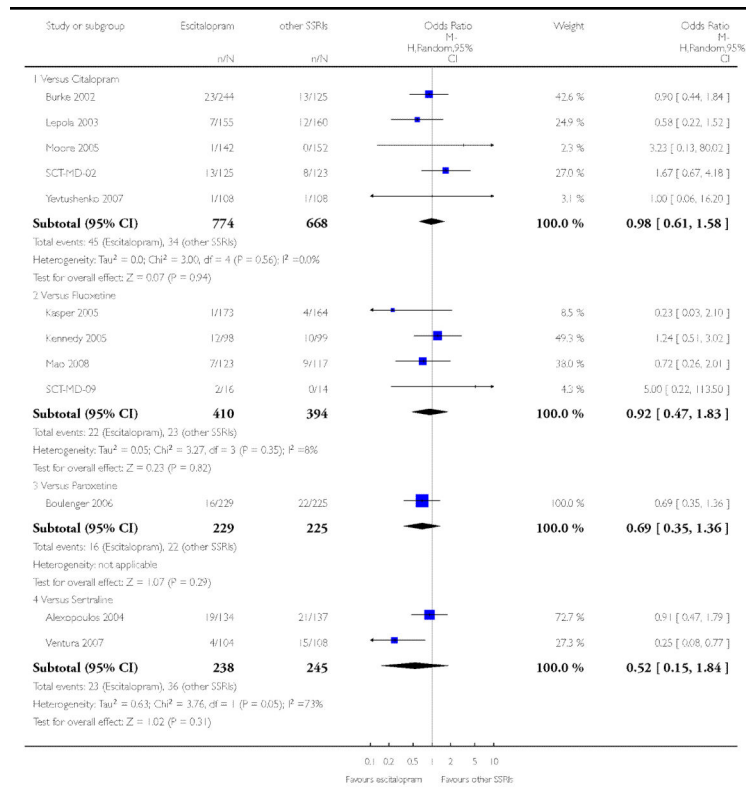 Study or subgroup Escitalopram other SSRIs Odds Ratio Weight Odds Ratio
M- M-
H,Random,95% H,Random,95%
n/N n/N CI CI
1 Versus Citalopram
Burke 2002 23/244 13/125 42.6 % 0.90 [ 0.44, 1.84 ]
Lepola 2003 7/155 12/160 24.9 % 0.58 [ 0.22, 1.52 ]
Moore 2005 1/142 0/152 2.3 % 3.23 [ 0.13, 80.02 ]
SCT-MD-02 13/125 8/123 27.0 % 1.67 [ 0.67, 4.18 ]
Yevtushenko 2007 1/108 1/108 3.1 % 1.00 [ 0.06, 16.20 ]
Subtotal (95% CI) 774 668 100.0 % 0.98 [ 0.61, 1.58 ]
Total events: 45 (Escitalopram), 34 (other SSRIs)
Heterogeneity: Tau² = 0.0; Chi² = 3.00, df = 4 (P = 0.56); I² =0.0%
Test for overall effect: Z = 0.07 (P = 0.94)
2 Versus Fluoxetine
Kasper 2005 1/173 4/164 8.5 % 0.23 [ 0.03, 2.10 ]
Kennedy 2005 12/98 10/99 49.3 % 1.24 [ 0.51, 3.02 ]
Mao 2008 7/123 9/117 38.0 % 0.72 [ 0.26, 2.01 ]
SCT-MD-09 2/16 0/14 4.3 % 5.00 [ 0.22, 113.50 ]
Subtotal (95% CI) 410 394 100.0 % 0.92 [ 0.47, 1.83 ]
Total events: 22 (Escitalopram), 23 (other SSRIs)
Heterogeneity: Tau² = 0.05; Chi² = 3.27, df = 3 (P = 0.35); I² =8%
Test for overall effect: Z = 0.23 (P = 0.82)
3 Versus Paroxetine
Boulenger 2006 16/229 22/225 100.0 % 0.69 [ 0.35, 1.36 ]
Subtotal (95% CI) 229 225 100.0 % 0.69 [ 0.35, 1.36 ]
Total events: 16 (Escitalopram), 22 (other SSRIs)
Heterogeneity: not applicable
Test for overall effect: Z = 1.07 (P = 0.29)
4 Versus Sertraline
Alexopoulos 2004 19/134 21/137 72.7 % 0.91 [ 0.47, 1.79 ]
Ventura 2007 4/104 15/108 27.3 % 0.25 [ 0.08, 0.77 ]
Subtotal (95% CI) 238 245 100.0 % 0.52 [ 0.15, 1.84 ]
Total events: 23 (Escitalopram), 36 (other SSRIs)
Heterogeneity: Tau² = 0.63; Chi² = 3.76, df = 1 (P = 0.05); I² =73%
Test for overall effect: Z = 1.02 (P = 0.31)
0.1 0.2 0.5 1 2 5 10
Favours escitalopram Favours other SSRIs